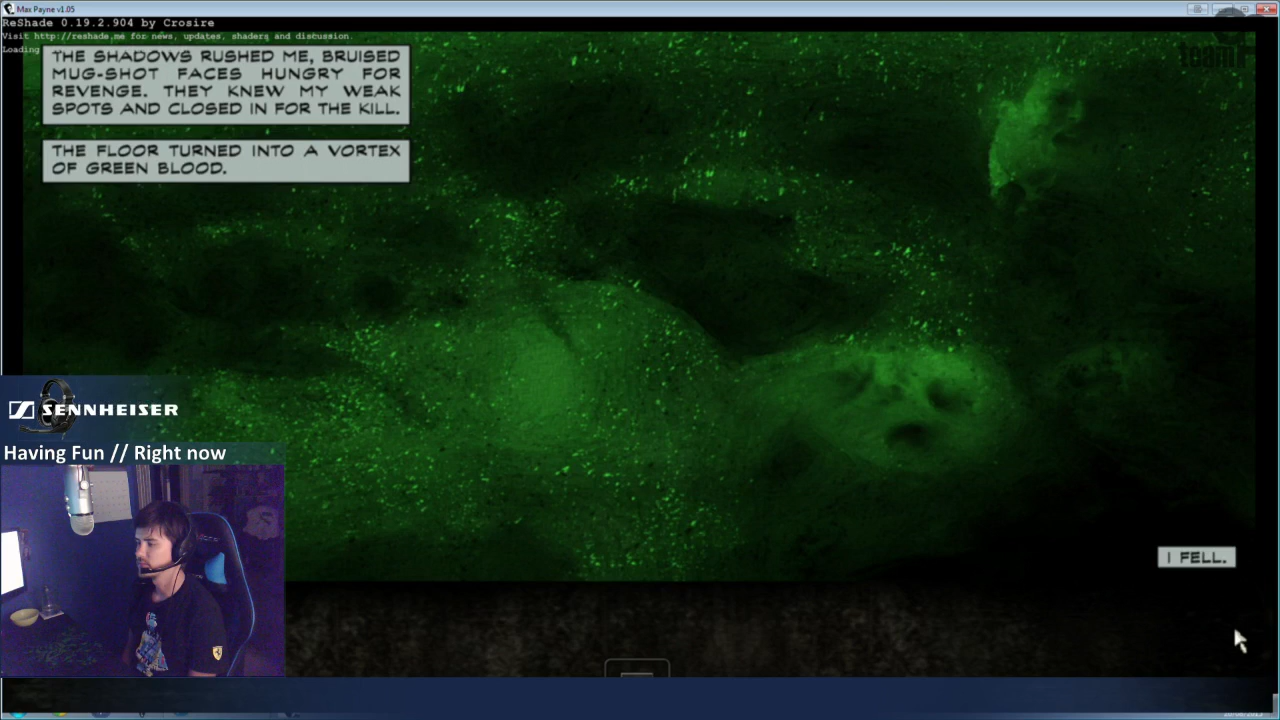 Max Payne v1.05
ReShade 0.19.2.904 by Crosire
Visit http://reshade.me for news, updates, shaders and discussion.
Loading
THE SHADOWS RUSHED ME, BRUISED
MUG-SHOT FACES HUNGRY FOR
REVENGE. THEY KNEW MY WEAK
SPOTS AND CLOSED IN FOR THE KILL.
THE FLOOR TURNED INTO A VORTEX
OF GREEN BLOOD.
SENNHEISER
Having Fun // Right now
I FELL.